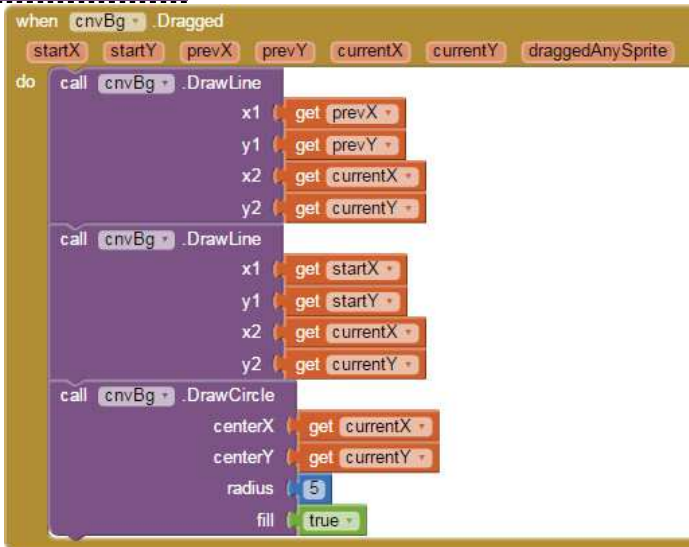 when cnvBg .Dragged
startX startY prevX prevY currentX currentY draggedAnySprite
do call cnvBg .DrawLine
x1 get prevX
y1 get prevY
x2 get currentX
y2 get currentY
call cnvBg .DrawLine
x1 get startX
y1 get startY
x2 get currentX
y2 get currentY
call cnvBg .DrawCircle
centerX get currentX
centerY get currentY
radius 5
fill true